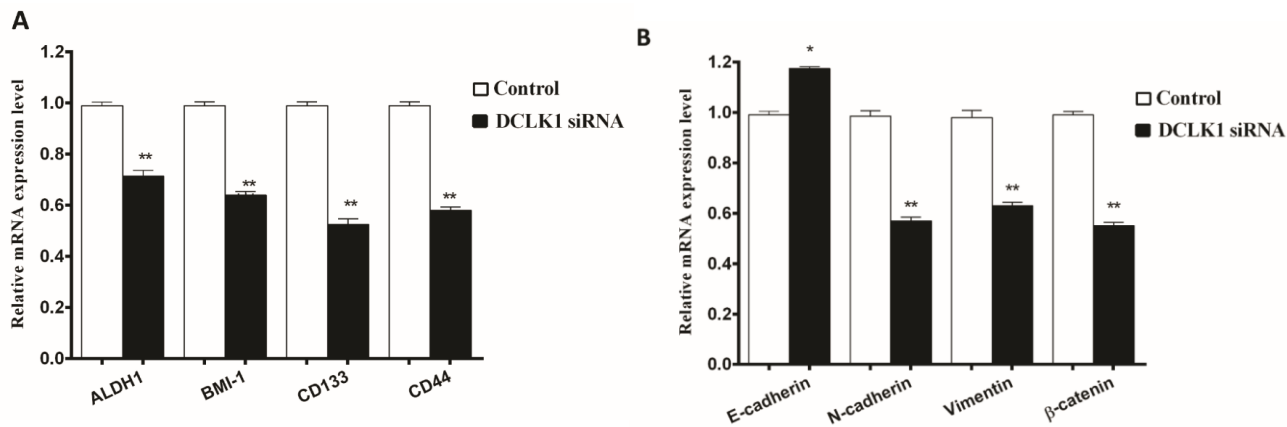 A
Relative mRNA expression level
1.2
1.0
0.8
0.6
0.4
0.2
0.0
**
**
**
**
Control
DCLK1 siRNA
ALDH1
BMI-1
CD133
CD44
B
Relative mRNA expression level
1.2
1.0
0.8
0.6
0.4
0.2
0.0
*
**
**
**
Control
DCLK1 siRNA
E-cadherin
N-cadherin
Vimentin
β-catenin